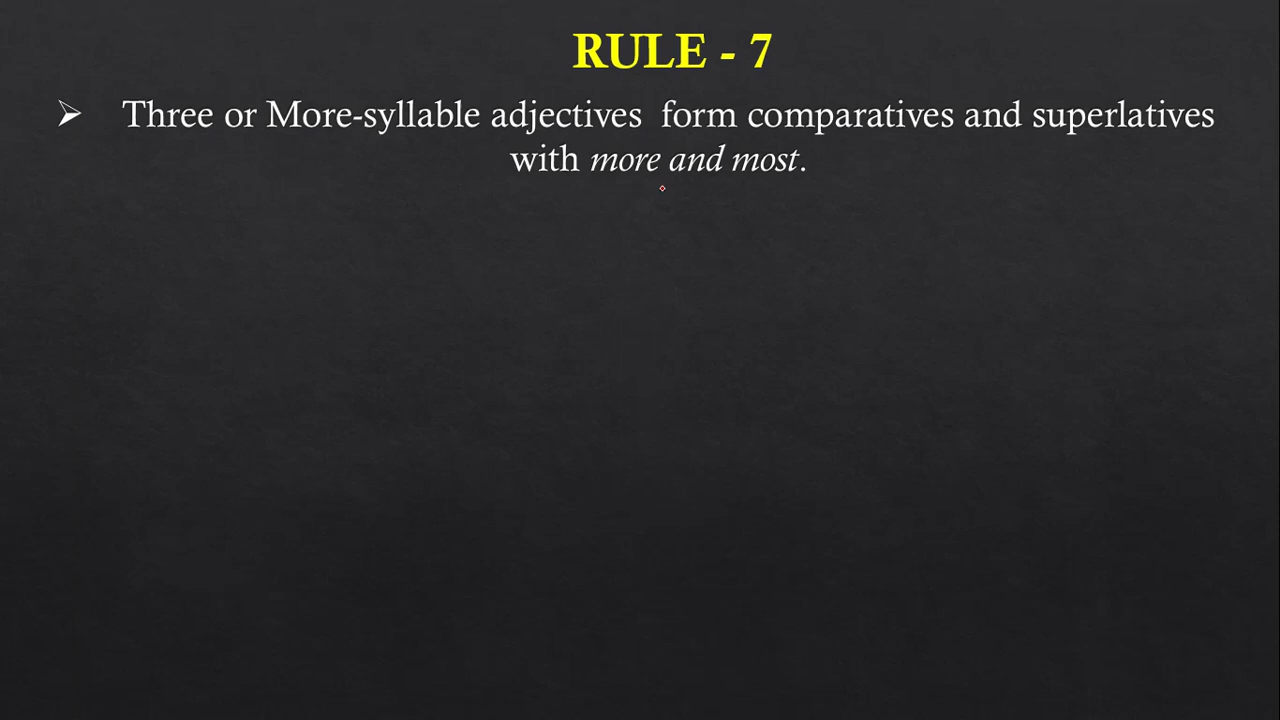 RULE - 7
➢ Three or More-syllable adjectives form comparatives and superlatives
with more and most.